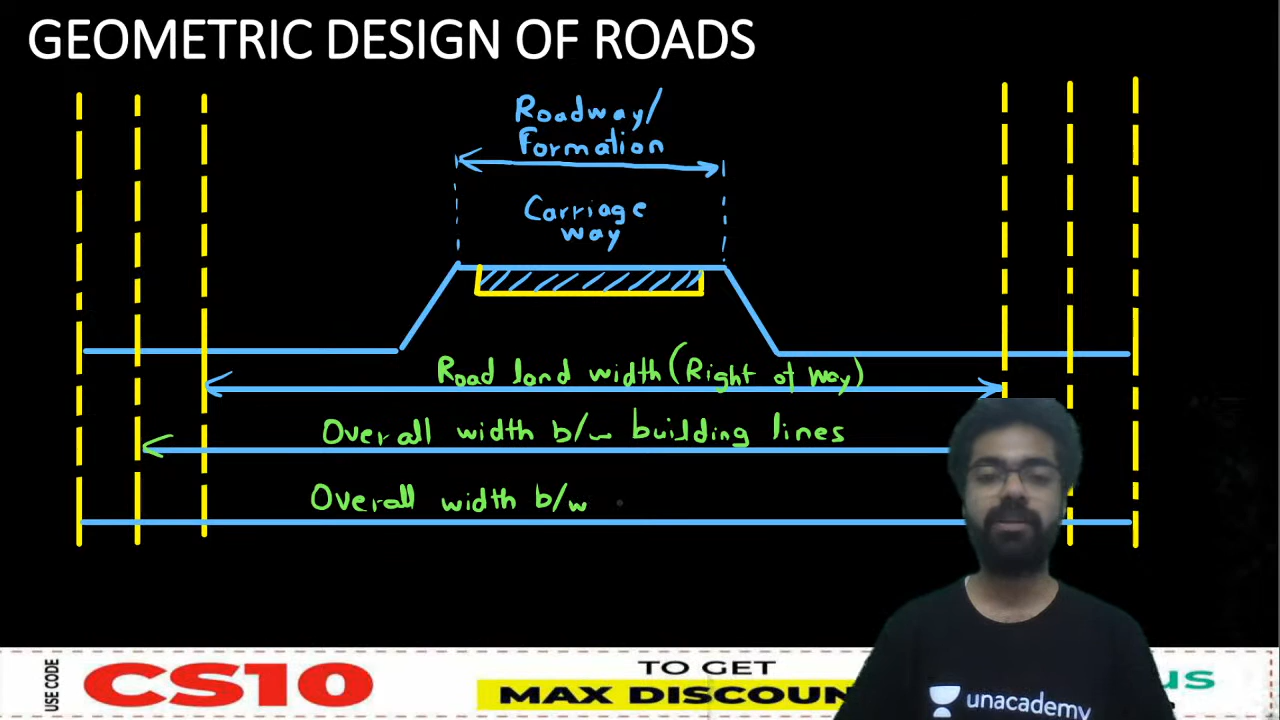 GEOMETRIC DESIGN OF ROADS
Roadway/
Formation
Carriage
way
Road land width (Right of way)
Overall width b/w building lines
Overall width b/w
USE CODE
CS10
TO GET
MAX DISCOUN
us
unacademy